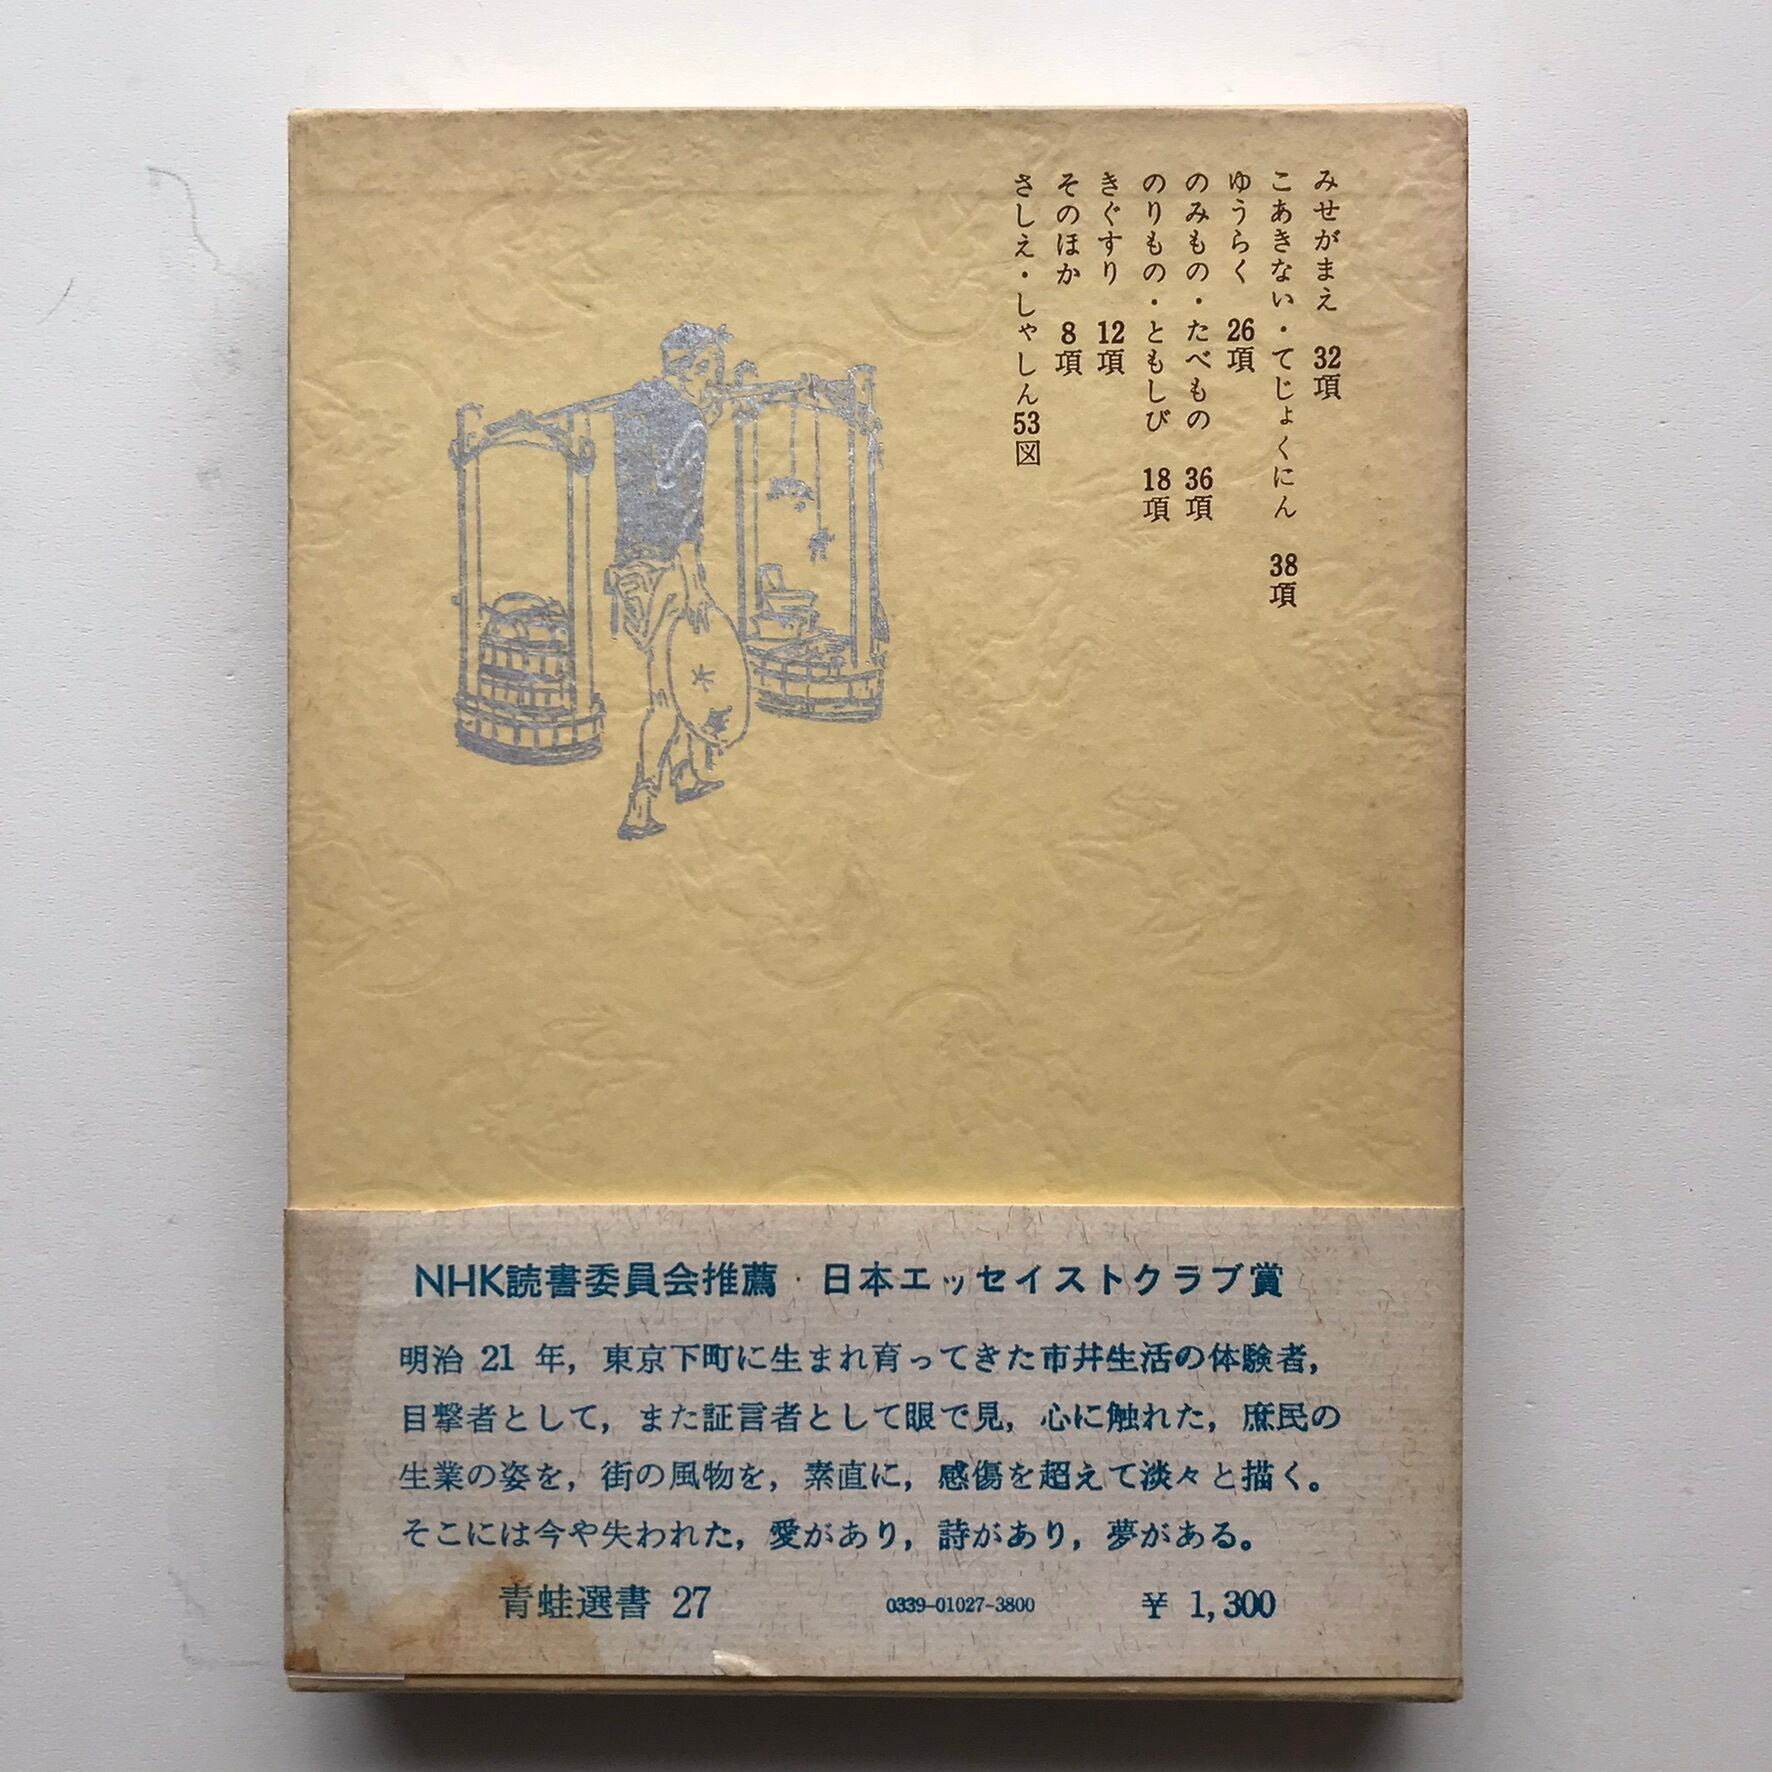 みせがまえ 32項
こあきない・てじょくにん 38項
ゆうらく 26項
のみもの・たべもの 36項
のりもの・ともしび 18項
きぐすり 12項
そのほか 8項
さしえ・しゃしん53図
NHK読書委員会推薦・日本エッセイストクラブ賞
明治 21 年，東京下町に生まれ育ってきた市井生活の体験者，
目撃者として，また証言者として眼で見，心に触れた，庶民の
生業の姿を，街の風物を，素直に，感傷を超えて淡々と描く。
そこには今や失われた，愛があり，詩があり，夢がある。
青蛙選書 27 0339-01027-3800 ￥ 1,300